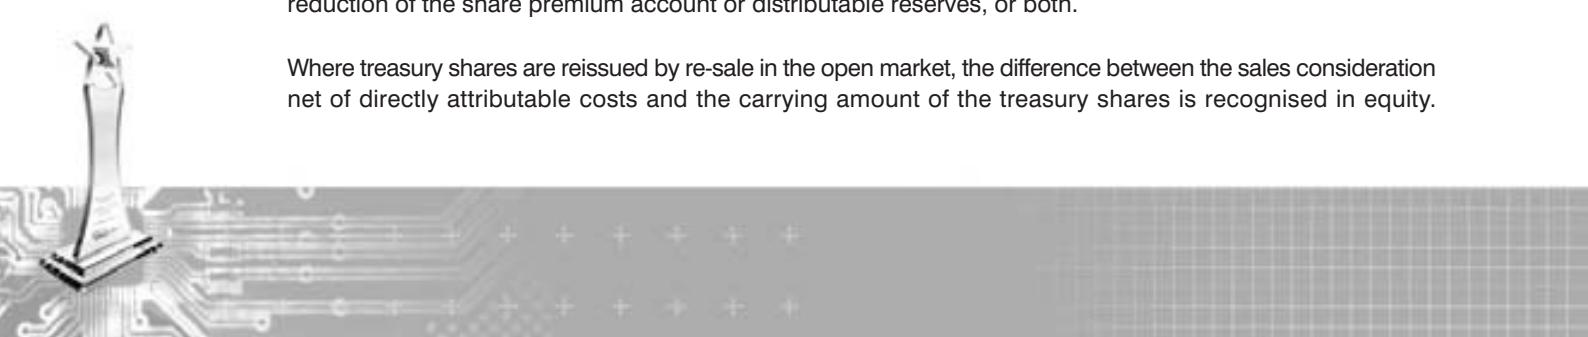 reduction of the share premium account or distributable reserves, or both.
Where treasury shares are reissued by re-sale in the open market, the difference between the sales consideration
net of directly attributable costs and the carrying amount of the treasury shares is recognised in equity.